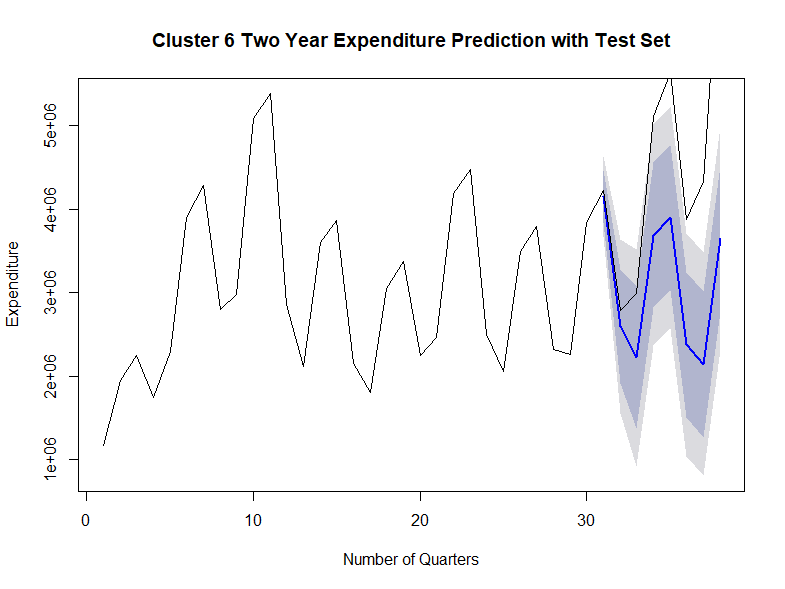 Cluster 6 Two Year Expenditure Prediction with Test Set
5e+06
4e+06
3e+06
2e+06
1e+06
Expenditure
0 10 20 30
Number of Quarters